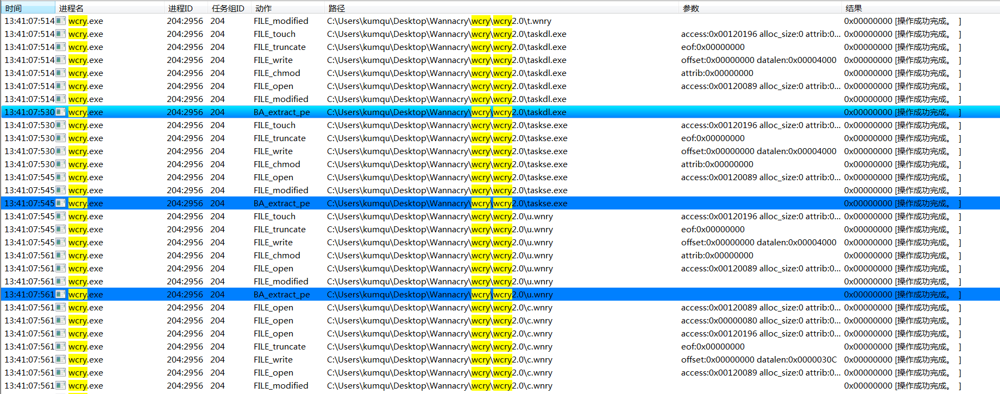 时间 进程名 进程ID 任务组ID 动作 路径 参数 结果
13:41:07:514 wcry.exe 204:2956 204 FILE_modified C:\Users\kumqu\Desktop\Wannacry\wcry\wcry2.0\t.wnry 0x00000000 [操作成功完成。 ]
13:41:07:514 wcry.exe 204:2956 204 FILE_touch C:\Users\kumqu\Desktop\Wannacry\wcry\wcry2.0\taskdl.exe access:0x00120196 alloc_size:0 attrib:0... 0x00000000 [操作成功完成。 ]
13:41:07:514 wcry.exe 204:2956 204 FILE_truncate C:\Users\kumqu\Desktop\Wannacry\wcry\wcry2.0\taskdl.exe eof:0x00000000 0x00000000 [操作成功完成。 ]
13:41:07:514 wcry.exe 204:2956 204 FILE_write C:\Users\kumqu\Desktop\Wannacry\wcry\wcry2.0\taskdl.exe offset:0x00000000 datalen:0x00004000 0x00000000 [操作成功完成。 ]
13:41:07:514 wcry.exe 204:2956 204 FILE_chmod C:\Users\kumqu\Desktop\Wannacry\wcry\wcry2.0\taskdl.exe attrib:0x00000000 0x00000000 [操作成功完成。 ]
13:41:07:514 wcry.exe 204:2956 204 FILE_open C:\Users\kumqu\Desktop\Wannacry\wcry\wcry2.0\taskdl.exe access:0x00120089 alloc_size:0 attrib:0... 0x00000000 [操作成功完成。 ]
13:41:07:514 wcry.exe 204:2956 204 FILE_modified C:\Users\kumqu\Desktop\Wannacry\wcry\wcry2.0\taskdl.exe 0x00000000 [操作成功完成。 ]
13:41:07:530 wcry.exe 204:2956 204 BA_extract_pe C:\Users\kumqu\Desktop\Wannacry\wcry\wcry2.0\taskdl.exe 0x00000000 [操作成功完成。 ]
13:41:07:530 wcry.exe 204:2956 204 FILE_touch C:\Users\kumqu\Desktop\Wannacry\wcry\wcry2.0\taskse.exe access:0x00120196 alloc_size:0 attrib:0... 0x00000000 [操作成功完成。 ]
13:41:07:530 wcry.exe 204:2956 204 FILE_truncate C:\Users\kumqu\Desktop\Wannacry\wcry\wcry2.0\taskse.exe eof:0x00000000 0x00000000 [操作成功完成。 ]
13:41:07:530 wcry.exe 204:2956 204 FILE_write C:\Users\kumqu\Desktop\Wannacry\wcry\wcry2.0\taskse.exe offset:0x00000000 datalen:0x00004000 0x00000000 [操作成功完成。 ]
13:41:07:530 wcry.exe 204:2956 204 FILE_chmod C:\Users\kumqu\Desktop\Wannacry\wcry\wcry2.0\taskse.exe attrib:0x00000000 0x00000000 [操作成功完成。 ]
13:41:07:545 wcry.exe 204:2956 204 FILE_open C:\Users\kumqu\Desktop\Wannacry\wcry\wcry2.0\taskse.exe access:0x00120089 alloc_size:0 attrib:0... 0x00000000 [操作成功完成。 ]
13:41:07:545 wcry.exe 204:2956 204 FILE_modified C:\Users\kumqu\Desktop\Wannacry\wcry\wcry2.0\taskse.exe 0x00000000 [操作成功完成。 ]
13:41:07:545 wcry.exe 204:2956 204 BA_extract_pe C:\Users\kumqu\Desktop\Wannacry\wcry\wcry2.0\taskse.exe 0x00000000 [操作成功完成。 ]
13:41:07:545 wcry.exe 204:2956 204 FILE_touch C:\Users\kumqu\Desktop\Wannacry\wcry\wcry2.0\u.wnry access:0x00120196 alloc_size:0 attrib:0... 0x00000000 [操作成功完成。 ]
13:41:07:545 wcry.exe 204:2956 204 FILE_truncate C:\Users\kumqu\Desktop\Wannacry\wcry\wcry2.0\u.wnry eof:0x00000000 0x00000000 [操作成功完成。 ]
13:41:07:545 wcry.exe 204:2956 204 FILE_write C:\Users\kumqu\Desktop\Wannacry\wcry\wcry2.0\u.wnry offset:0x00000000 datalen:0x00004000 0x00000000 [操作成功完成。 ]
13:41:07:561 wcry.exe 204:2956 204 FILE_chmod C:\Users\kumqu\Desktop\Wannacry\wcry\wcry2.0\u.wnry attrib:0x00000000 0x00000000 [操作成功完成。 ]
13:41:07:561 wcry.exe 204:2956 204 FILE_open C:\Users\kumqu\Desktop\Wannacry\wcry\wcry2.0\u.wnry access:0x00120089 alloc_size:0 attrib:0... 0x00000000 [操作成功完成。 ]
13:41:07:561 wcry.exe 204:2956 204 FILE_modified C:\Users\kumqu\Desktop\Wannacry\wcry\wcry2.0\u.wnry 0x00000000 [操作成功完成。 ]
13:41:07:561 wcry.exe 204:2956 204 BA_extract_pe C:\Users\kumqu\Desktop\Wannacry\wcry\wcry2.0\u.wnry 0x00000000 [操作成功完成。 ]
13:41:07:561 wcry.exe 204:2956 204 FILE_open C:\Users\kumqu\Desktop\Wannacry\wcry\wcry2.0\c.wnry access:0x00120089 alloc_size:0 attrib:0... 0x00000000 [操作成功完成。 ]
13:41:07:561 wcry.exe 204:2956 204 FILE_open C:\Users\kumqu\Desktop\Wannacry\wcry\wcry2.0\c.wnry access:0x00000080 alloc_size:0 attrib:0... 0x00000000 [操作成功完成。 ]
13:41:07:561 wcry.exe 204:2956 204 FILE_open C:\Users\kumqu\Desktop\Wannacry\wcry\wcry2.0\c.wnry access:0x00120196 alloc_size:0 attrib:0... 0x00000000 [操作成功完成。 ]
13:41:07:561 wcry.exe 204:2956 204 FILE_truncate C:\Users\kumqu\Desktop\Wannacry\wcry\wcry2.0\c.wnry eof:0x00000000 0x00000000 [操作成功完成。 ]
13:41:07:561 wcry.exe 204:2956 204 FILE_write C:\Users\kumqu\Desktop\Wannacry\wcry\wcry2.0\c.wnry offset:0x00000000 datalen:0x0000030C 0x00000000 [操作成功完成。 ]
13:41:07:561 wcry.exe 204:2956 204 FILE_open C:\Users\kumqu\Desktop\Wannacry\wcry\wcry2.0\c.wnry access:0x00120089 alloc_size:0 attrib:0... 0x00000000 [操作成功完成。 ]
13:41:07:561 wcry.exe 204:2956 204 FILE_modified C:\Users\kumqu\Desktop\Wannacry\wcry\wcry2.0\c.wnry 0x00000000 [操作成功完成。 ]